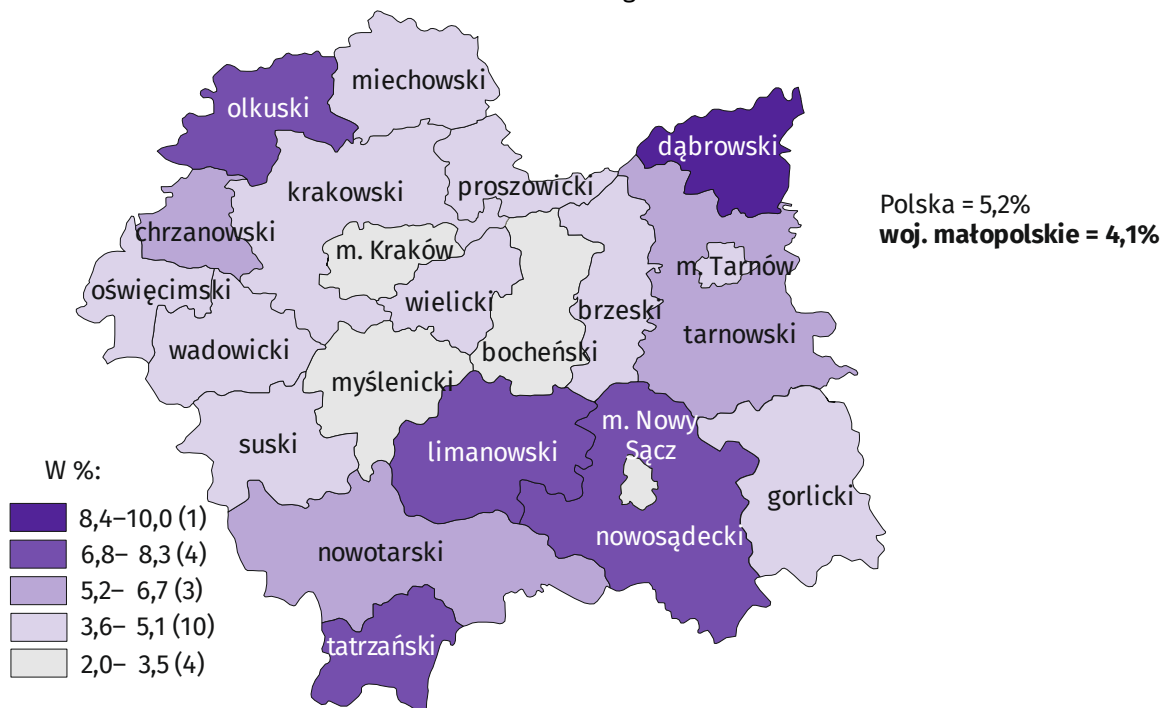 miechowski
olkuski
dąbrowski
krakowski
proszowicki
Polska = 5,2%
woj. małopolskie = 4,1%
chrzanowski
m. Kraków
m. Tarnów
oświęcimski
wielicki
brzeski
tarnowski
wadowicki
bocheński
myślenicki
m. Nowy
Sącz
suski
limanowski
gorlicki
nowosądecki
nowotarski
tatrzański
W %:
8,4–10,0 (1)
6,8– 8,3 (4)
5,2– 6,7 (3)
3,6– 5,1 (10)
2,0– 3,5 (4)